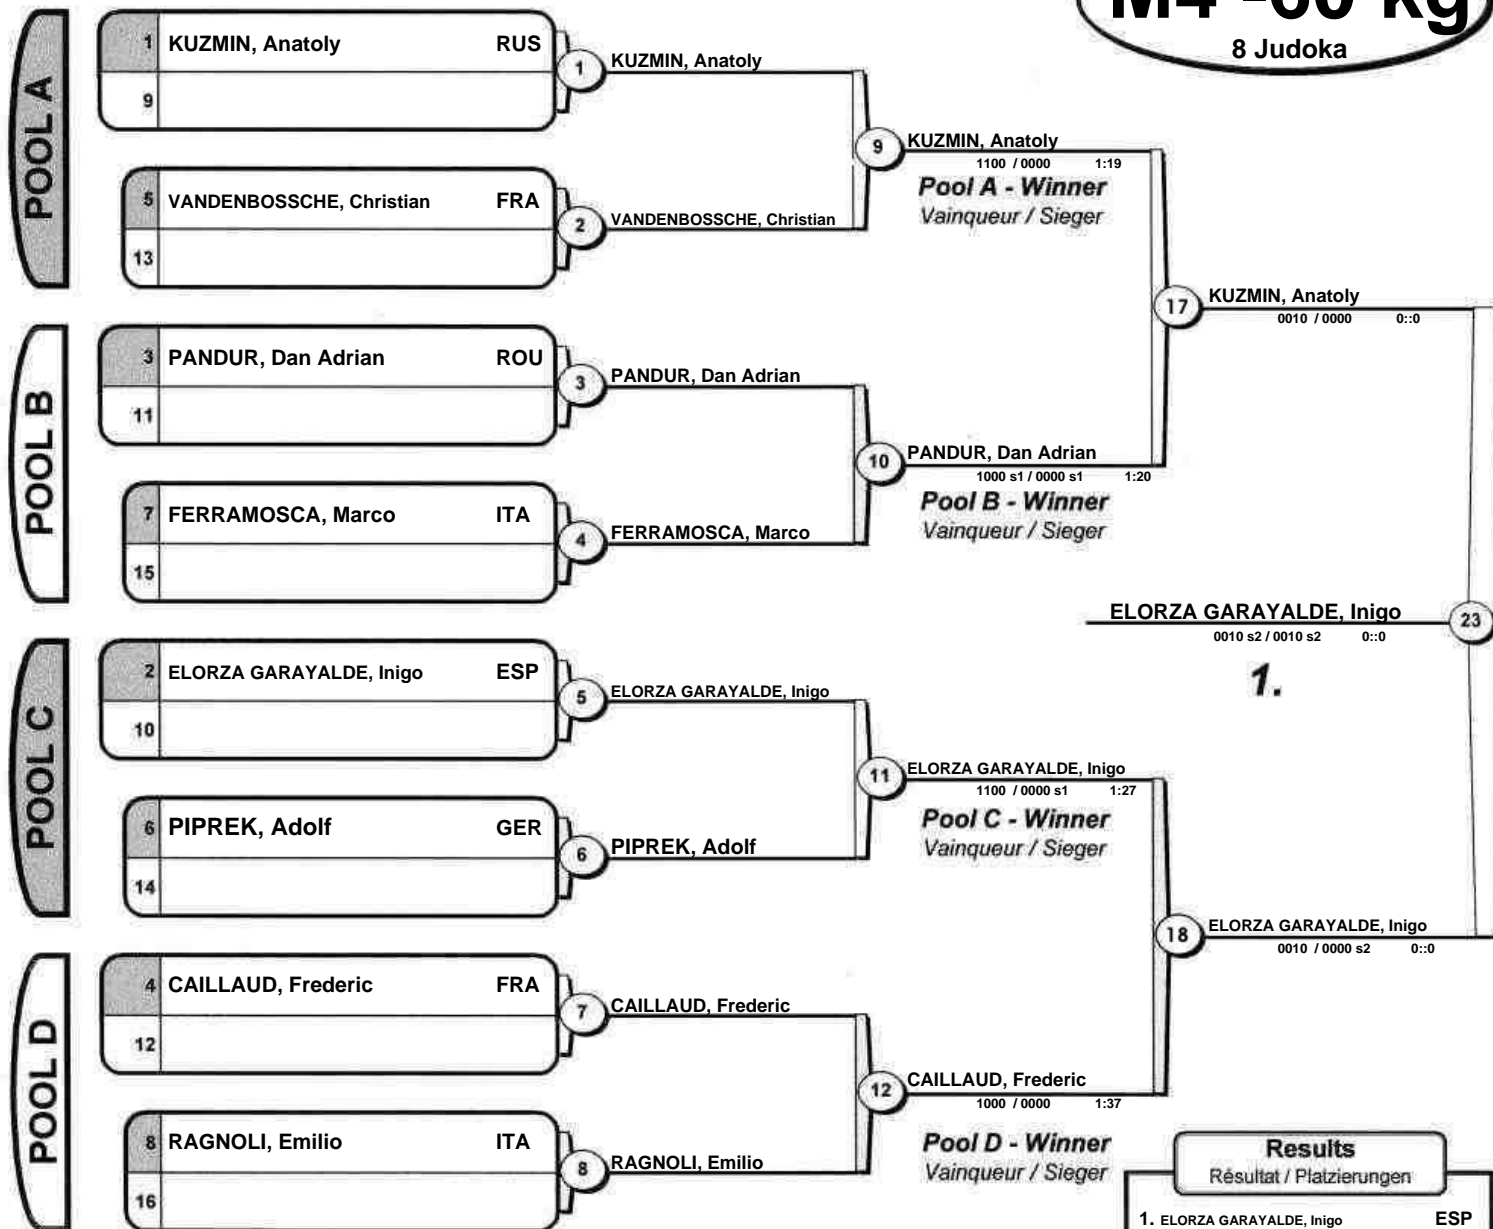 M4 -60 kg
8 Judoka
POOL A
1 KUZMIN, Anatoly RUS
9
1
KUZMIN, Anatoly
5 VANDENBOSSCHE, Christian FRA
13
2
VANDENBOSSCHE, Christian
9
KUZMIN, Anatoly
1100 / 0000 1:19
Pool A - Winner
Vainqueur / Sieger
POOL B
3 PANDUR, Dan Adrian ROU
11
3
PANDUR, Dan Adrian
7 FERRAMOSCA, Marco ITA
15
4
FERRAMOSCA, Marco
10
PANDUR, Dan Adrian
1000 s1 / 0000 s1 1:20
Pool B - Winner
Vainqueur / Sieger
17
KUZMIN, Anatoly
0010 / 0000 0::0
ELORZA GARAYALDE, Inigo
0010 s2 / 0010 s2 0::0
23
1.
POOL C
2 ELORZA GARAYALDE, Inigo ESP
10
5
ELORZA GARAYALDE, Inigo
6 PIPREK, Adolf GER
14
6
PIPREK, Adolf
11
ELORZA GARAYALDE, Inigo
1100 / 0000 s1 1:27
Pool C - Winner
Vainqueur / Sieger
18
ELORZA GARAYALDE, Inigo
0010 / 0000 s2 0::0
POOL D
4 CAILLAUD, Frederic FRA
12
7
CAILLAUD, Frederic
8 RAGNOLI, Emilio ITA
16
8
RAGNOLI, Emilio
12
CAILLAUD, Frederic
1000 / 0000 1:37
Pool D - Winner
Vainqueur / Sieger
Results
Résultat / Platzierungen
1. ELORZA GARAYALDE, Inigo ESP